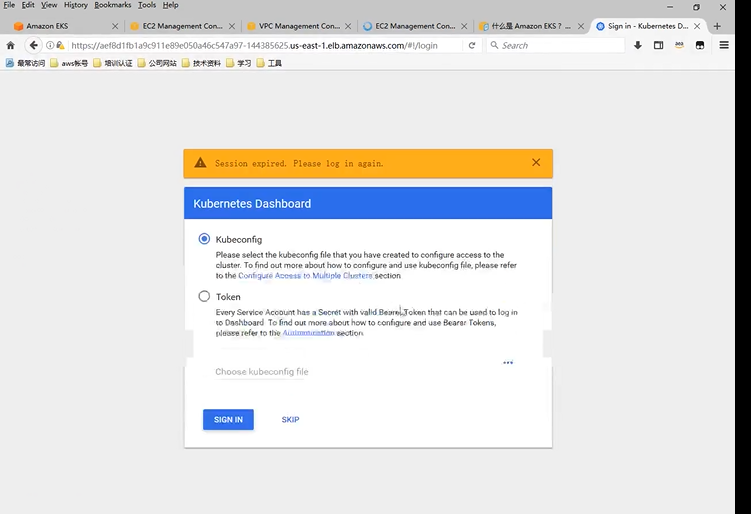 File Edit View History Bookmarks Tools Help
Amazon EKS
EC2 Management Con...
VPC Management Con...
EC2 Management Con...
什么是 Amazon EKS？...
Sign in - Kubernetes D...
https://aef8d1fb1a9c911e89e050a46c547a97-144385625.us-east-1.elb.amazonaws.com/#!/login
Search
最常访问 aws帐号 培训认证 公司网站 技术资料 学习 工具
Session expired. Please log in again.
Kubernetes Dashboard
Kubeconfig
Please select the kubeconfig file that you have created to configure access to the
cluster. To find out more about how to configure and use kubeconfig file, please refer
to the Configure Access to Multiple Clusters section.
Token
Every Service Account has a Secret with valid Bearer Token that can be used to log in
to Dashboard. To find out more about how to configure and use Bearer Tokens,
please refer to the Authentication section.
Choose kubeconfig file
SIGN IN SKIP